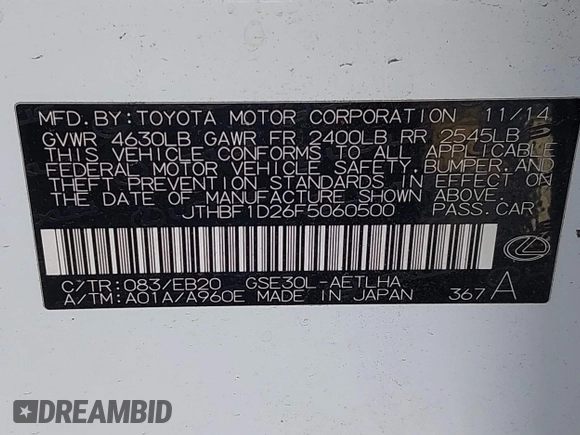 MFD. BY: TOYOTA MOTOR CORPORATION 11/14
GVWR 4630LB GAWR FR 2400LB RR 2545LB
THIS VEHICLE CONFORMS TO ALL APPLICABLE
FEDERAL MOTOR VEHICLE SAFETY, BUMPER, AND
THEFT PREVENTION STANDARDS IN EFFECT ON
THE DATE OF MANUFACTURE SHOWN ABOVE.
JTHBF1D26F5060500 PASS. CAR
C/TR: 083/EB20 GSE30L-AETLHA
A/TM: A01A/A960E MADE IN JAPAN 367 A
DREAMBID